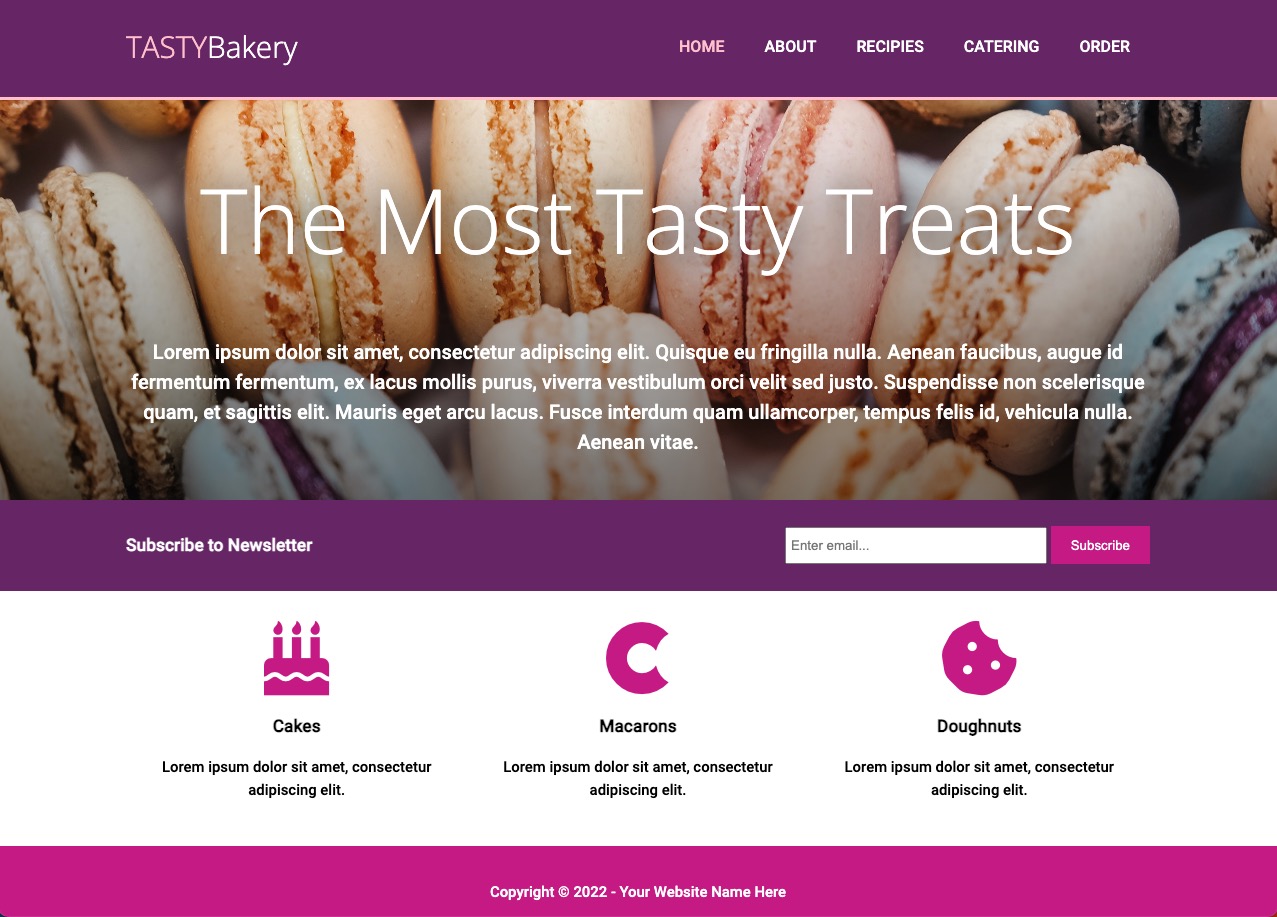 TASTYBakery
HOME ABOUT RECIPIES CATERING ORDER
The Most Tasty Treats
Lorem ipsum dolor sit amet, consectetur adipiscing elit. Quisque eu fringilla nulla. Aenean faucibus, augue id
fermentum fermentum, ex lacus mollis purus, viverra vestibulum orci velit sed justo. Suspendisse non scelerisque
quam, et sagittis elit. Mauris eget arcu lacus. Fusce interdum quam ullamcorper, tempus felis id, vehicula nulla.
Aenean vitae.
Subscribe to Newsletter
Enter email...
Subscribe
Cakes
Lorem ipsum dolor sit amet, consectetur
adipiscing elit.
Macarons
Lorem ipsum dolor sit amet, consectetur
adipiscing elit.
Doughnuts
Lorem ipsum dolor sit amet, consectetur
adipiscing elit.
Copyright © 2022 - Your Website Name Here